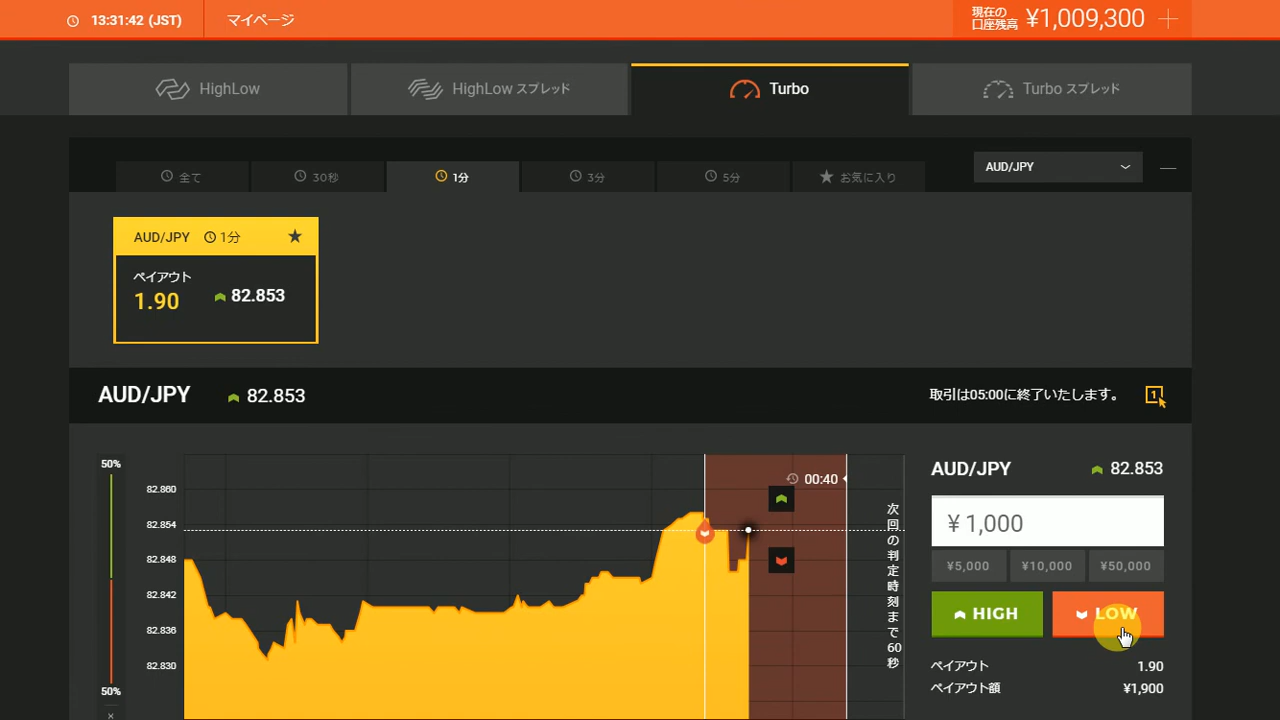 13:31:42 (JST)
マイページ
現在の
口座残高
¥1,009,300
HighLow
HighLow スプレッド
Turbo
Turbo スプレッド
全て
30秒
1分
3分
5分
お気に入り
AUD/JPY
AUD/JPY 1分
ペイアウト
1.90
82.853
AUD/JPY 82.853
取引は05:00に終了いたします。
1
50%
82.860
82.854
82.848
82.842
82.836
82.830
50%
00:40
次回の判定時刻まで60秒
AUD/JPY 82.853
¥ 1,000
¥5,000
¥10,000
¥50,000
HIGH
LOW
ペイアウト 1.90
ペイアウト額 ¥1,900